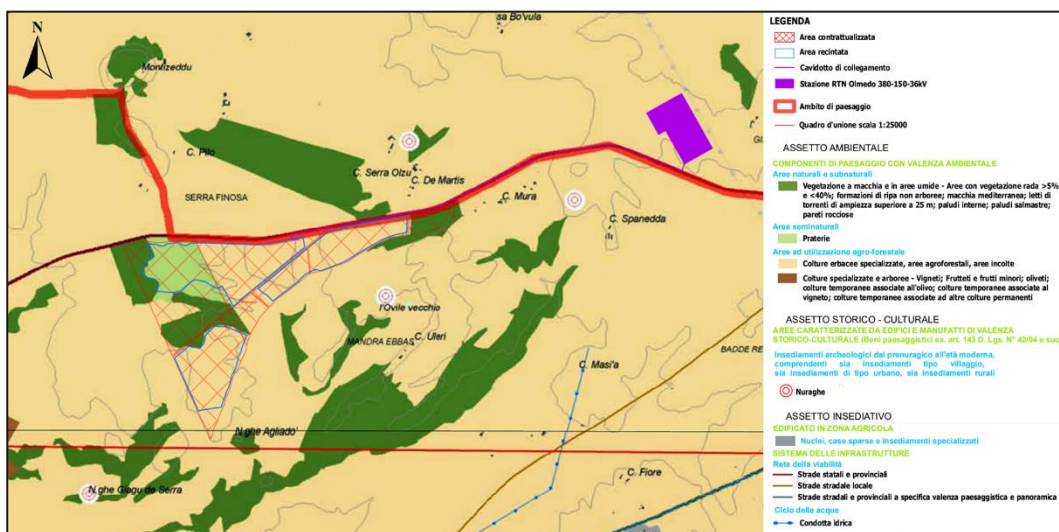 N
sa Bo'vula
Montizeddu
C. Pilo
C. Serra Olzu
C. De Martis
SERRA FINOSA
C. Mura
C. Spanedda
l'Ovile vecchio
MANDRA EBBAS
C. Uleri
BADDE RE
C. Masi'a
N.ghe Agliado'
C. Fiore
N.ghe Giagu de Serra
LEGENDA
Area contrattualizzata
Area recintata
Cavidotto di collegamento
Stazione RTN Olmedo 380-150-36kV
Ambito di paesaggio
Quadro d'unione scala 1:25000
ASSETTO AMBIENTALE
COMPONENTI DI PAESAGGIO CON VALENZA AMBIENTALE
Aree naturali e subnaturali
Vegetazione a macchia e in aree umide - Aree con vegetazione rada >5%
e <40%; formazioni di ripa non arboree; macchia mediterranea; letti di
torrenti di ampiezza superiore a 25 m; paludi interne; paludi salmastre;
pareti rocciose
Area seminaturali
Praterie
Area ad utilizzazione agro-forestale
Colture erbacee specializzate, aree agroforestali, aree incolte
Colture specializzate e arboree - Vigneti; Frutteti e frutti minori; oliveti;
colture temporanee associate all'olivo; colture temporanee associate al
vigneto; colture temporanee associate ad altre colture permanenti
ASSETTO STORICO - CULTURALE
AREE CARATTERIZZATE DA EDIFICI E MANUFATTI DI VALENZA
STORICO-CULTURALE (Beni paesaggistici ex. art. 143 D. Lgs. N° 42/04 e suc
Insediamenti archeologici dal prenuragico all'età moderna,
comprendenti sia insediamenti tipo villaggio,
sia insediamenti di tipo urbano, sia insediamenti rurali
Nuraghe
ASSETTO INSEDIATIVO
EDIFICATO IN ZONA AGRICOLA
Nuclei, case sparse e insediamenti specializzati
SISTEMA DELLE INFRASTRUTTURE
Rete della viabilità
Strade statali e provinciali
Strade stradale locale
Strade stradali e provinciali a specifica valenza paesaggistica e panoramica
Ciclo delle acque
Condotta idrica